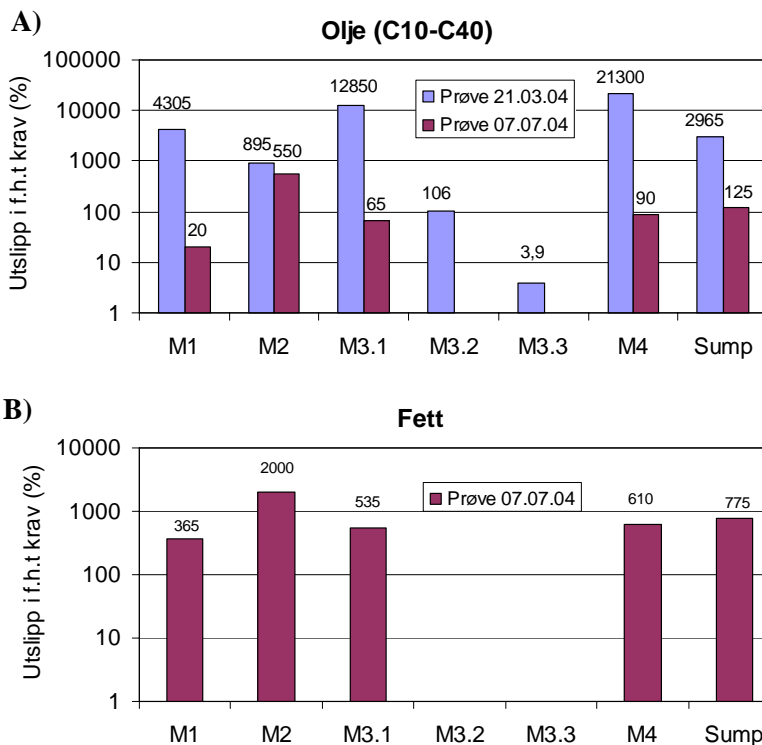 A)
Olje (C10-C40)
Utslipp i f.h.t krav (%)
100000
10000
1000
100
10
1
Prøve 21.03.04
Prøve 07.07.04
4305
20
895
550
12850
65
106
3,9
21300
90
2965
125
M1 M2 M3.1 M3.2 M3.3 M4 Sump
B)
Fett
Utslipp i f.h.t krav (%)
10000
1000
100
10
1
Prøve 07.07.04
365
2000
535
610
775
M1 M2 M3.1 M3.2 M3.3 M4 Sump